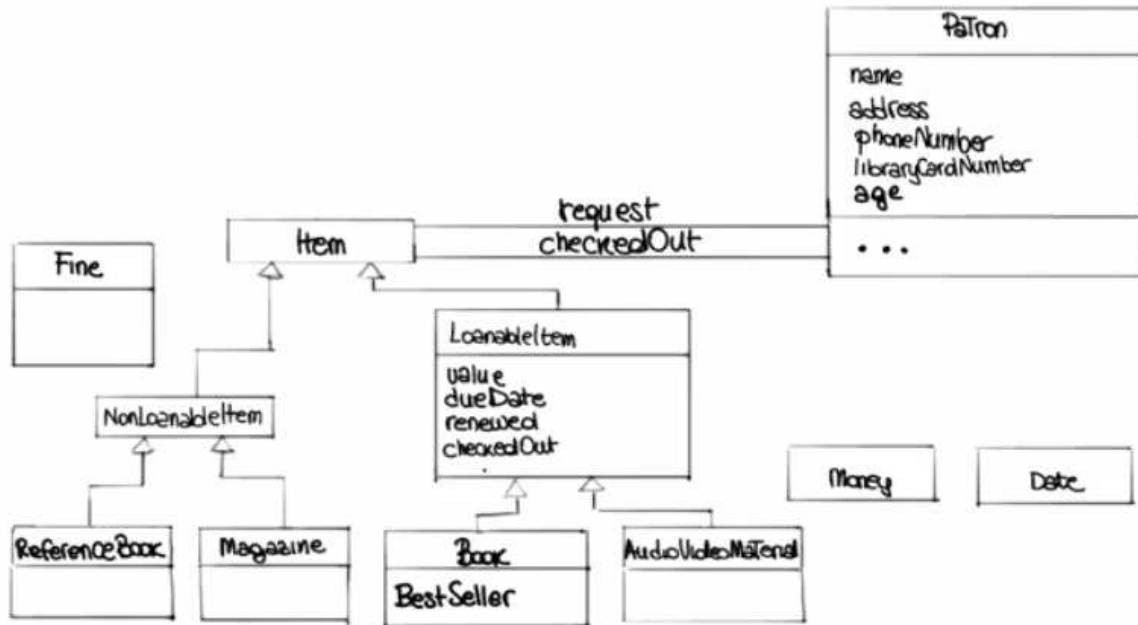 Patron
name
address
phoneNumber
libraryCardNumber
age
...
request
checkedOut
Item
Fine
LoanableItem
value
dueDate
renewed
checkedOut
NonLoanableItem
Money
Date
ReferenceBook
Magazine
Book
BestSeller
AudioVideoMaterial